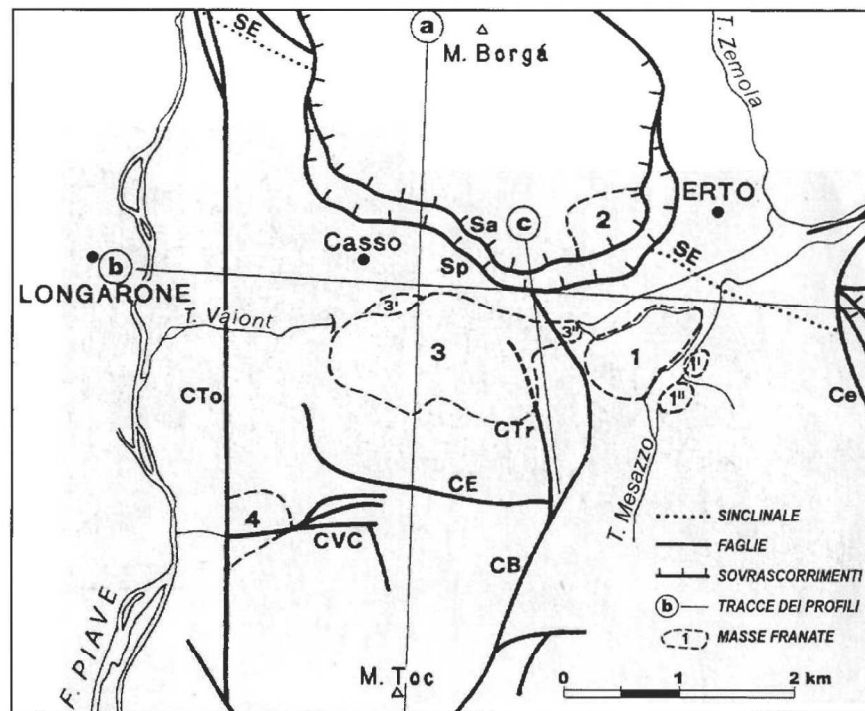 SE
a
M. Borgá
T. Zemola
ERTO
2
Sa
c
SE
Casso
Sp
b
LONGARONE
T. Vaiont
3'
3
3"
1
1'
1"
CTo
CTr
Ce
CE
T. Mesazzo
4
CVC
CB
F. PIAVE
M. Toc
SINCLINALE
FAGLIE
SOVRASCORRIMENTI
b TRACCE DEI PROFILI
1 MASSE FRANATE
0 1 2 km